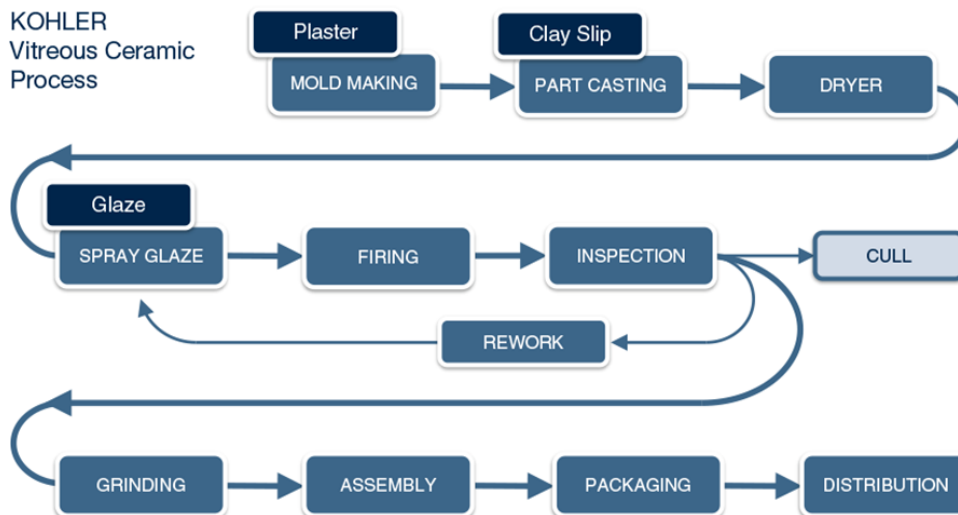 KOHLER
Vitreous Ceramic
Process
Plaster
MOLD MAKING
Clay Slip
PART CASTING
DRYER
Glaze
SPRAY GLAZE
FIRING
INSPECTION
CULL
REWORK
GRINDING
ASSEMBLY
PACKAGING
DISTRIBUTION